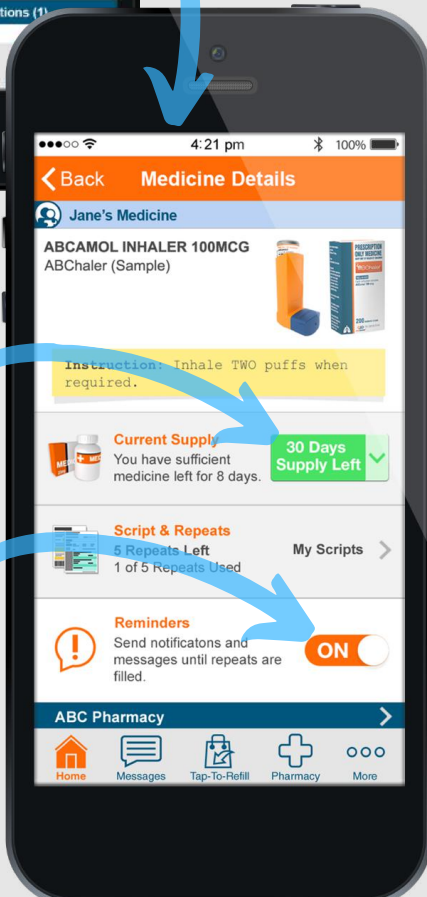 tions (1)
4:21 pm
100%
Back
Medicine Details
Jane's Medicine
ABCAMOL INHALER 100MCG
ABChaler (Sample)
PRESCRIPTION
ONLY MEDICINE
Instruction: Inhale TWO puffs when
required.
Current Supply
You have sufficient
medicine left for 8 days.
30 Days
Supply Left
Script & Repeats
5 Repeats Left
1 of 5 Repeats Used
My Scripts
Reminders
Send notificatons and
messages until repeats are
filled.
ON
ABC Pharmacy
Home
Messages
Tap-To-Refill
Pharmacy
More